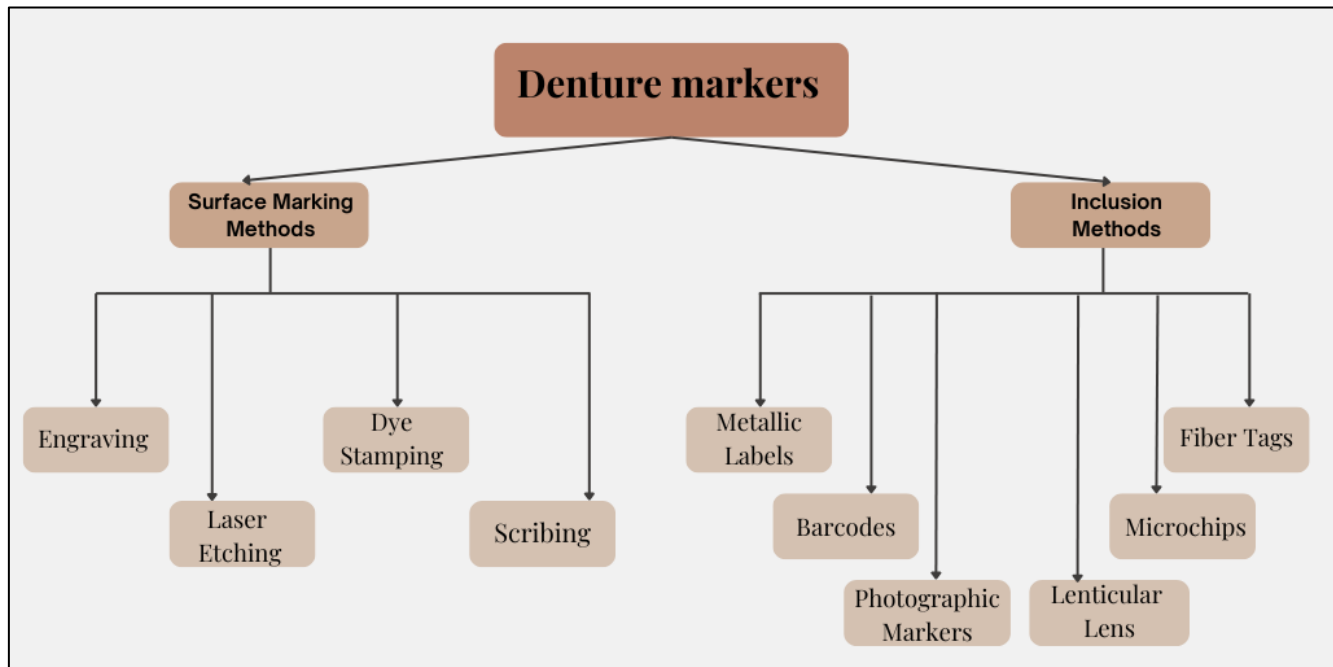 Denture markers
Surface Marking
Methods
Inclusion
Methods
Engraving
Laser
Etching
Dye
Stamping
Scribing
Metallic
Labels
Barcodes
Photographic
Markers
Lenticular
Lens
Microchips
Fiber Tags